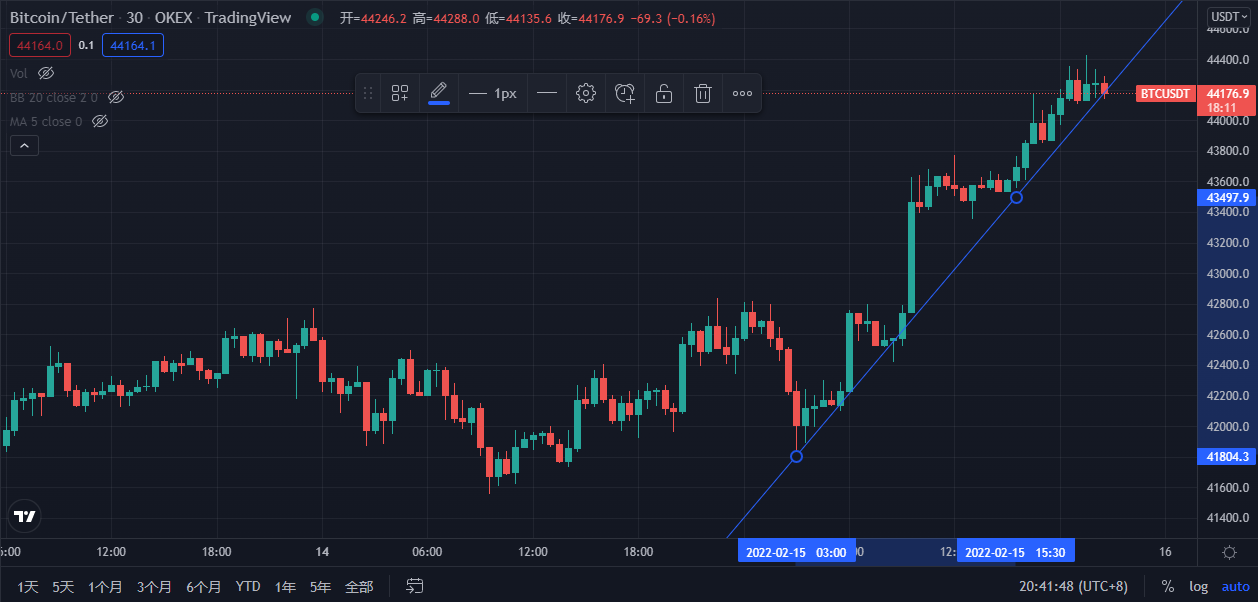 Bitcoin/Tether · 30 · OKEX · TradingView 开=44246.2 高=44288.0 低=44135.6 收=44176.9 −69.3 (−0.16%)
USDT
44164.0 0.1 44164.1
Vol
BB 20 close 2 0
MA 5 close 0
1px
44600.0
44400.0
BTCUSDT 44176.9
18:11
44000.0
43800.0
43600.0
43497.9
43400.0
43200.0
43000.0
42800.0
42600.0
42400.0
42200.0
42000.0
41804.3
41600.0
41400.0
12:00 18:00 14 06:00 12:00 18:00 2022-02-15 03:00 12: 2022-02-15 15:30 16
1天 5天 1个月 3个月 6个月 YTD 1年 5年 全部 20:41:48 (UTC+8) % log auto